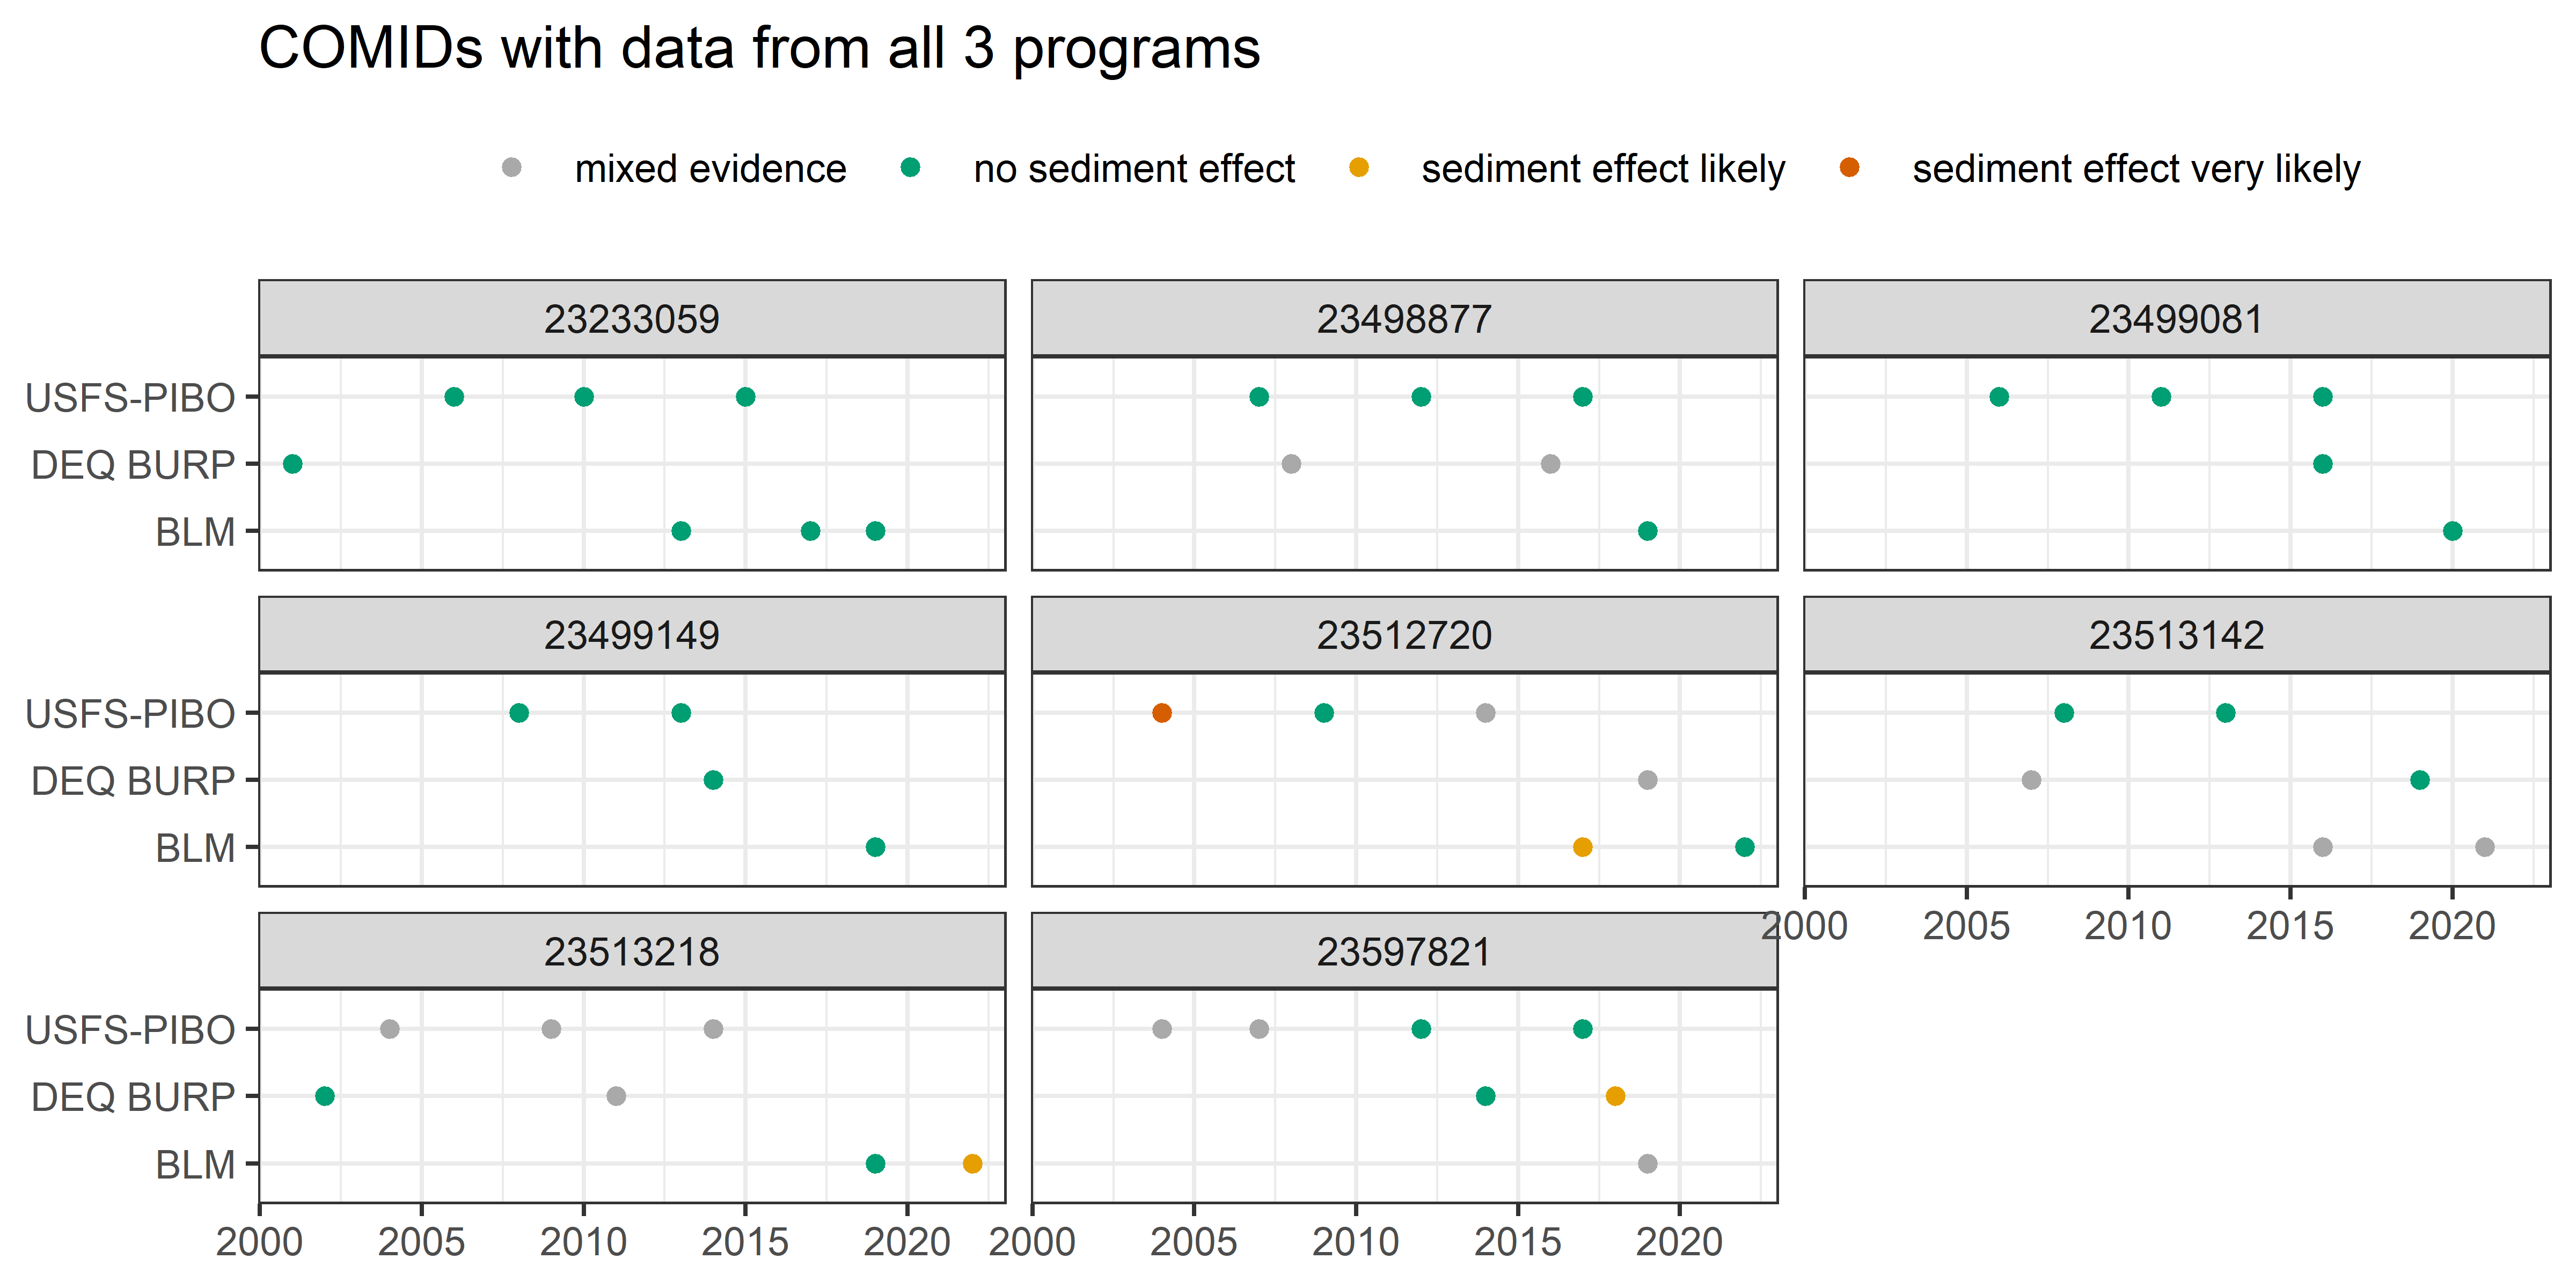 COMIDs with data from all 3 programs
mixed evidence no sediment effect sediment effect likely sediment effect very likely
23233059 23498877 23499081
USFS-PIBO
DEQ BURP
BLM
23499149 23512720 23513142
USFS-PIBO
DEQ BURP
BLM
2000 2005 2010 2015 2020
23513218 23597821
USFS-PIBO
DEQ BURP
BLM
2000 2005 2010 2015 2020 2000 2005 2010 2015 2020